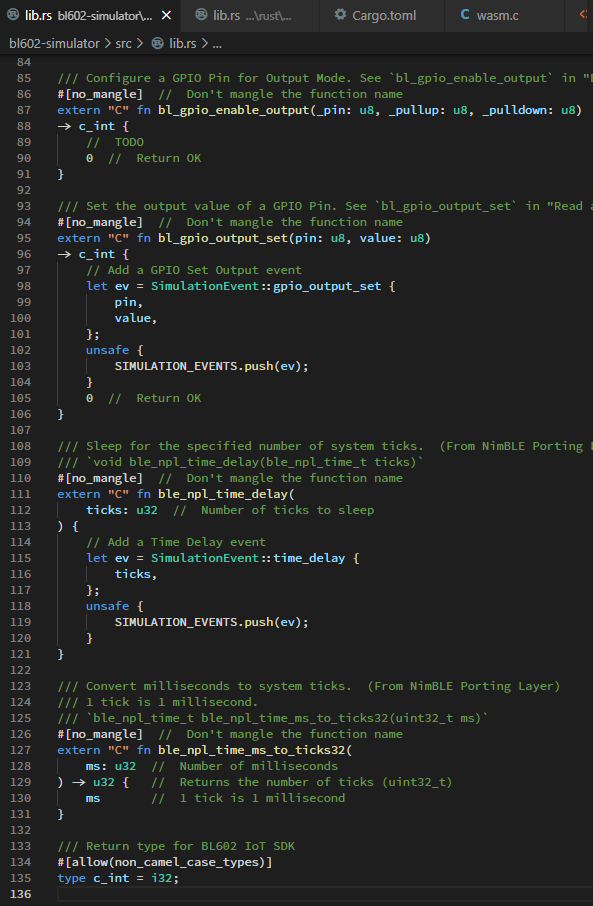 lib.rs bl602-simulator\... × lib.rs ...\rust\... Cargo.toml C wasm.c
bl602-simulator > src > lib.rs > ...
84
85 /// Configure a GPIO Pin for Output Mode. See `bl_gpio_enable_output` in "
86 #[no_mangle]  //  Don't mangle the function name
87 extern "C" fn bl_gpio_enable_output(_pin: u8, _pullup: u8, _pulldown: u8)
88 -> c_int {
89     //  TODO
90     0  //  Return OK
91 }
92
93 /// Set the output value of a GPIO Pin. See `bl_gpio_output_set` in "Read a
94 #[no_mangle]  //  Don't mangle the function name
95 extern "C" fn bl_gpio_output_set(pin: u8, value: u8)
96 -> c_int {
97     // Add a GPIO Set Output event
98     let ev = SimulationEvent::gpio_output_set {
99         pin,
100         value,
101     };
102     unsafe {
103         SIMULATION_EVENTS.push(ev);
104     }
105     0  //  Return OK
106 }
107
108 /// Sleep for the specified number of system ticks.  (From NimBLE Porting
109 /// `void ble_npl_time_delay(ble_npl_time_t ticks)`
110 #[no_mangle]  //  Don't mangle the function name
111 extern "C" fn ble_npl_time_delay(
112     ticks: u32  //  Number of ticks to sleep
113 ) {
114     // Add a Time Delay event
115     let ev = SimulationEvent::time_delay {
116         ticks,
117     };
118     unsafe {
119         SIMULATION_EVENTS.push(ev);
120     }
121 }
122
123 /// Convert milliseconds to system ticks.  (From NimBLE Porting Layer)
124 /// 1 tick is 1 millisecond.
125 /// `ble_npl_time_t ble_npl_time_ms_to_ticks32(uint32_t ms)`
126 #[no_mangle]  //  Don't mangle the function name
127 extern "C" fn ble_npl_time_ms_to_ticks32(
128     ms: u32  //  Number of milliseconds
129 ) -> u32 {   //  Returns the number of ticks (uint32_t)
130     ms       //  1 tick is 1 millisecond
131 }
132
133 /// Return type for BL602 IoT SDK
134 #[allow(non_camel_case_types)]
135 type c_int = i32;
136